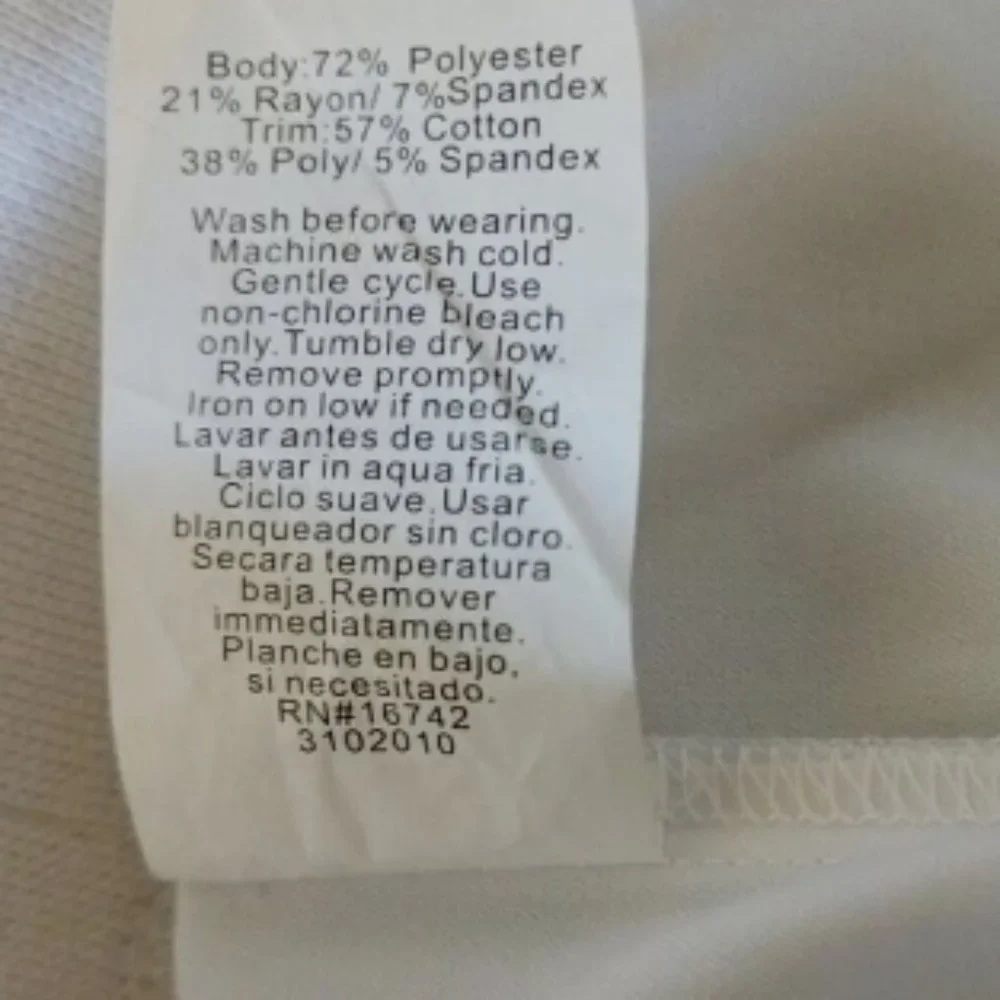 Body:72% Polyester
21% Rayon/ 7%Spandex
Trim:57% Cotton
38% Poly/ 5% Spandex
Wash before wearing.
Machine wash cold.
Gentle cycle.Use
non-chlorine bleach
only.Tumble dry low.
Remove promptly.
Iron on low if needed.
Lavar antes de usarse.
Lavar in aqua fria.
Ciclo suave.Usar
blanqueador sin cloro.
Secara temperatura
baja.Remover
immediatamente.
Planche en bajo,
si necesitado.
RN#16742
3102010